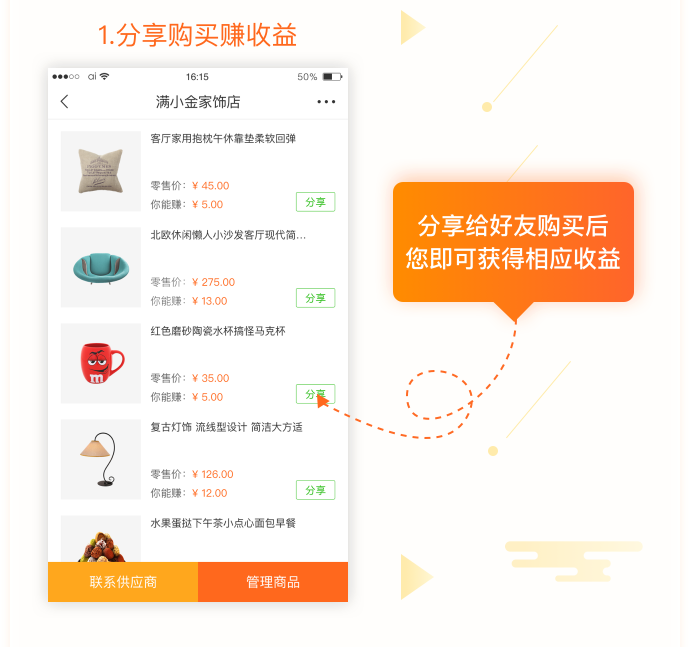 1.分享购买赚收益
ai 16:15 50%
满小金家饰店
客厅家用抱枕午休靠垫柔软回弹
零售价：¥ 45.00
你能赚：¥ 5.00
分享
北欧休闲懒人小沙发客厅现代简...
零售价：¥ 275.00
你能赚：¥ 13.00
分享
红色磨砂陶瓷水杯搞怪马克杯
零售价：¥ 35.00
你能赚：¥ 5.00
分享
复古灯饰 流线型设计 简洁大方适
零售价：¥ 126.00
你能赚：¥ 12.00
分享
水果蛋挞下午茶小点心面包早餐
联系供应商
管理商品
分享给好友购买后
您即可获得相应收益